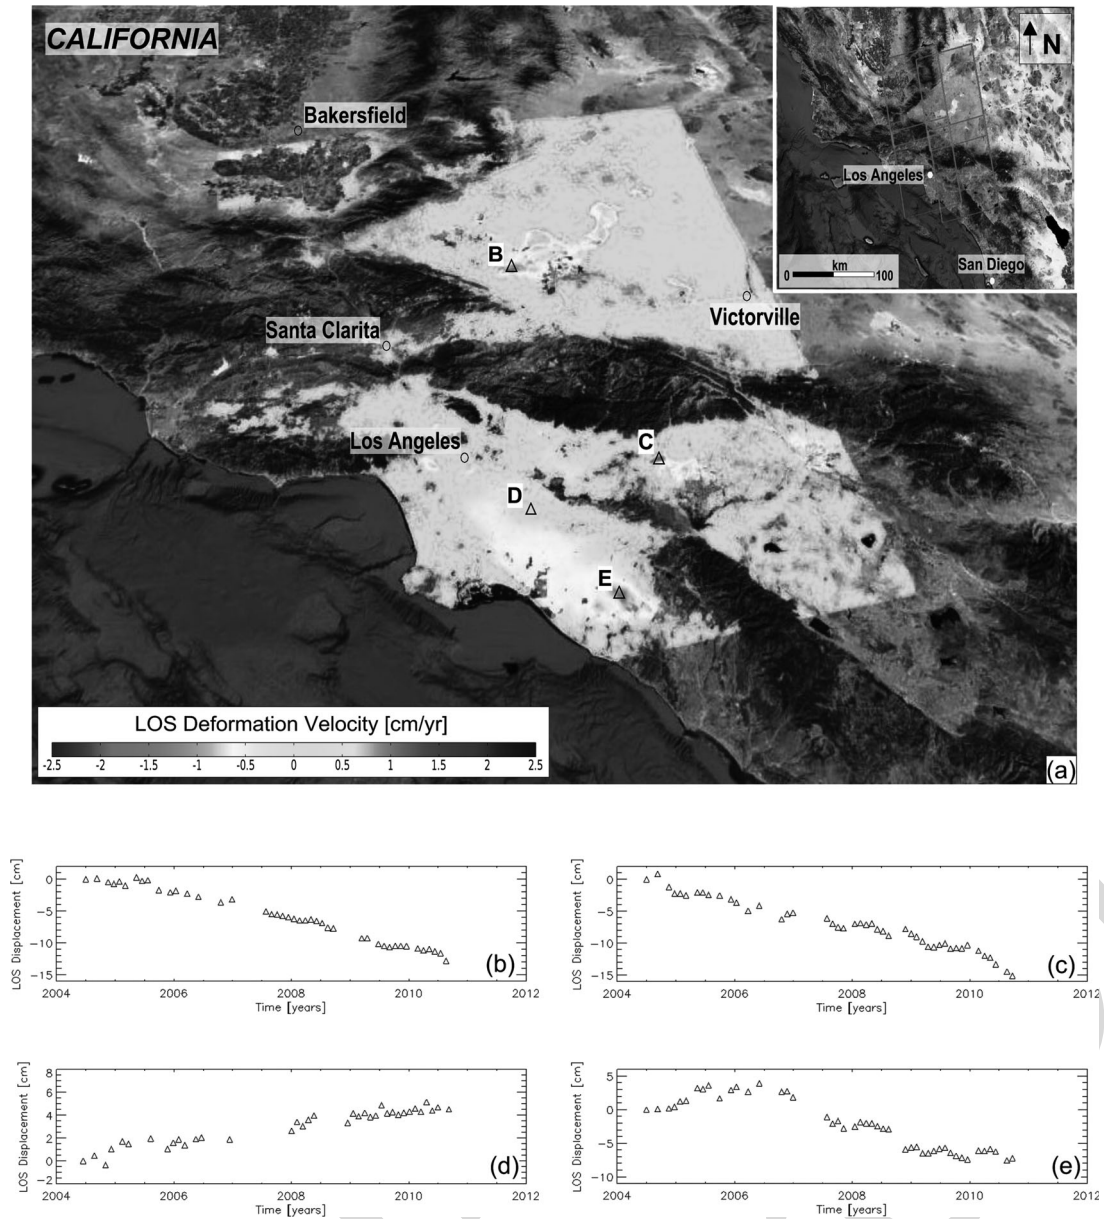 CALIFORNIA
N
Bakersfield
Los Angeles
B
km
0 100
San Diego
Victorville
Santa Clarita
C
Los Angeles
D
E
LOS Deformation Velocity [cm/yr]
-2.5 -2 -1.5 -1 -0.5 0 0.5 1 1.5 2 2.5
(a)
LOS Displacement [cm]
0
-5
-10
-15
(b)
2004 2006 2008 2010 2012
Time [years]
LOS Displacement [cm]
0
-5
-10
-15
(c)
2004 2006 2008 2010 2012
Time [years]
LOS Displacement [cm]
8
6
4
2
0
-2
(d)
2004 2006 2008 2010 2012
Time [years]
LOS Displacement [cm]
5
0
-5
-10
(e)
2004 2006 2008 2010 2012
Time [years]